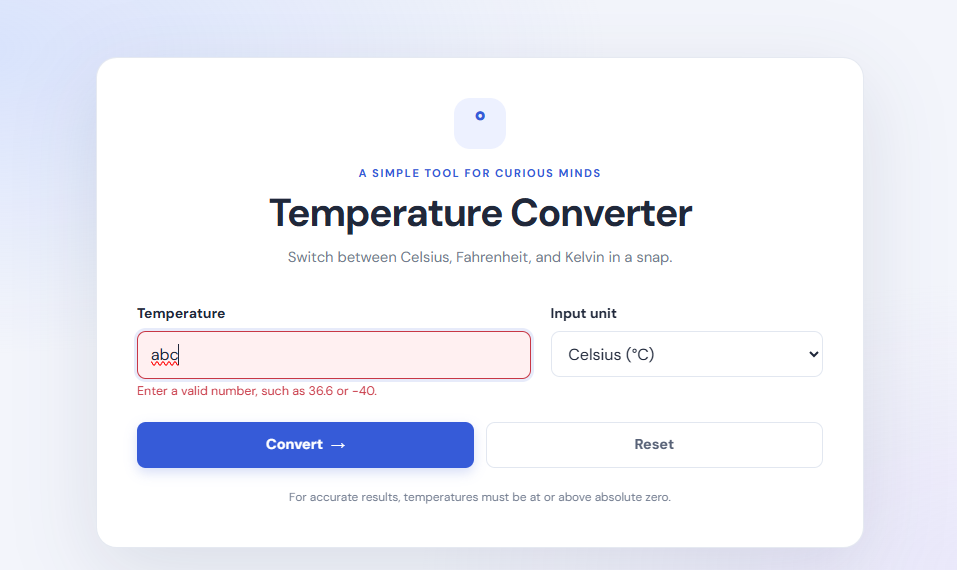 °
A SIMPLE TOOL FOR CURIOUS MINDS
Temperature Converter
Switch between Celsius, Fahrenheit, and Kelvin in a snap.
Temperature
Input unit
abc
Celsius (°C)
Enter a valid number, such as 36.6 or -40.
Convert →
Reset
For accurate results, temperatures must be at or above absolute zero.